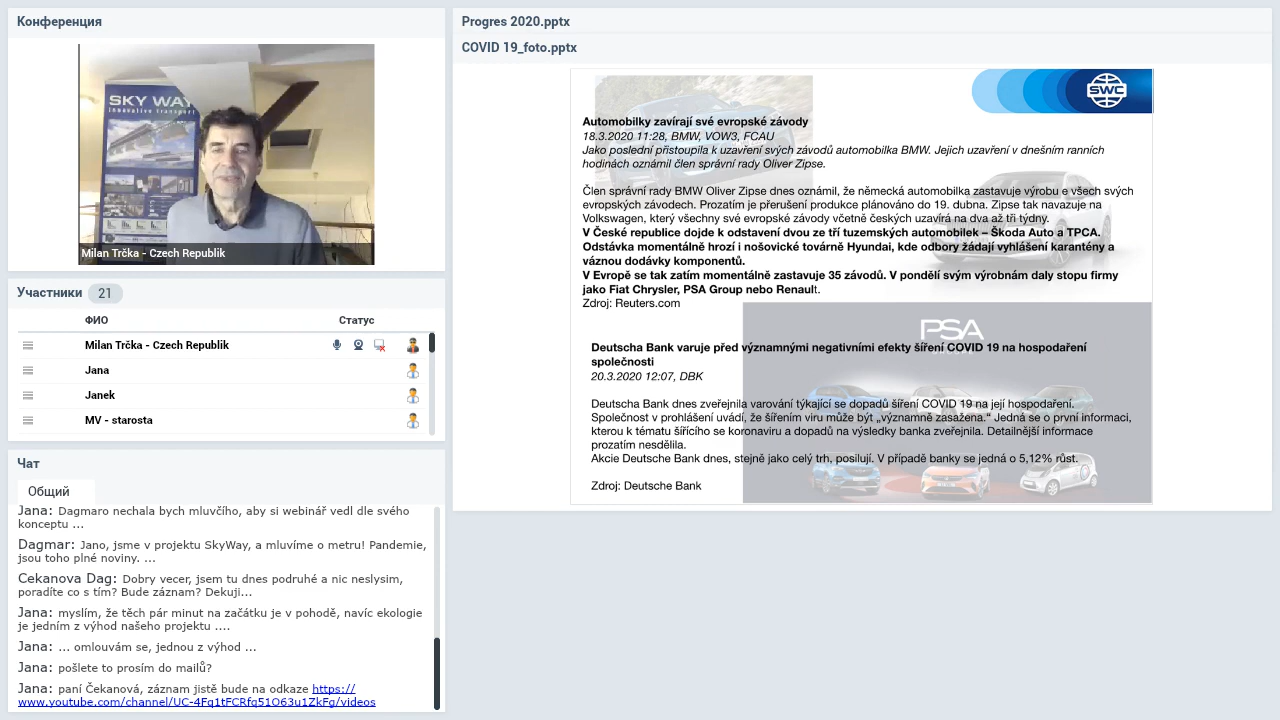 Конференция
SKY WAY
innovative transport
Milan Trčka - Czech Republik
Участники 21
ФИО Статус
Milan Trčka - Czech Republik
Jana
Janek
MV - starosta
Чат
Общий
Jana: Dagmaro nechala bych mluvčího, aby si webinář vedl dle svého
konceptu ...
Dagmar: Jano, jsme v projektu SkyWay, a mluvíme o metru! Pandemie,
jsou toho plné noviny. ...
Cekanova Dag: Dobry vecer, jsem tu dnes podruhé a nic neslysim,
poradíte co s tím? Bude záznam? Dekuji...
Jana: myslím, že těch pár minut na začátku je v pohodě, navíc ekologie
je jedním z výhod našeho projektu ....
Jana: ... omlouvám se, jednou z výhod ...
Jana: pošlete to prosím do mailů?
Jana: paní Čekanová, záznam jistě bude na odkaze https://
www.youtube.com/channel/UC-4Fq1tFCRfq51O63u1ZkFg/videos
Progres 2020.pptx
COVID 19_foto.pptx
SWC
Automobilky zavírají své evropské závody
18.3.2020 11:28, BMW, VOW3, FCAU
Jako poslední přistoupila k uzavření svých závodů automobilka BMW. Jejich uzavření v dnešním ranních
hodinách oznámil člen správní rady Oliver Zipse.
Člen správní rady BMW Oliver Zipse dnes oznámil, že německá automobilka zastavuje výrobu e všech svých
evropských závodech. Prozatím je přerušení produkce plánováno do 19. dubna. Zipse tak navazuje na
Volkswagen, který všechny své evropské závody včetně českých uzavírá na dva až tři týdny.
V České republice dojde k odstavení dvou ze tří tuzemských automobilek – Škoda Auto a TPCA.
Odstávka momentálně hrozí i nošovické továrně Hyundai, kde odbory žádají vyhlášení karantény a
váznou dodávky komponentů.
V Evropě se tak zatím momentálně zastavuje 35 závodů. V pondělí svým výrobnám daly stopu firmy
jako Fiat Chrysler, PSA Group nebo Renault.
Zdroj: Reuters.com
PSA
Deutscha Bank varuje před významnými negativními efekty šíření COVID 19 na hospodaření
společnosti
20.3.2020 12:07, DBK
Deutscha Bank dnes zveřejnila varování týkající se dopadů šíření COVID 19 na její hospodaření.
Společnost v prohlášení uvádí, že šířením viru může být „významně zasažena.“ Jedná se o první informaci,
kterou k tématu šířícího se koronaviru a dopadů na výsledky banka zveřejnila. Detailnější informace
prozatím nesdělila.
Akcie Deutsche Bank dnes, stejně jako celý trh, posilují. V případě banky se jedná o 5,12% růst.
Zdroj: Deutsche Bank